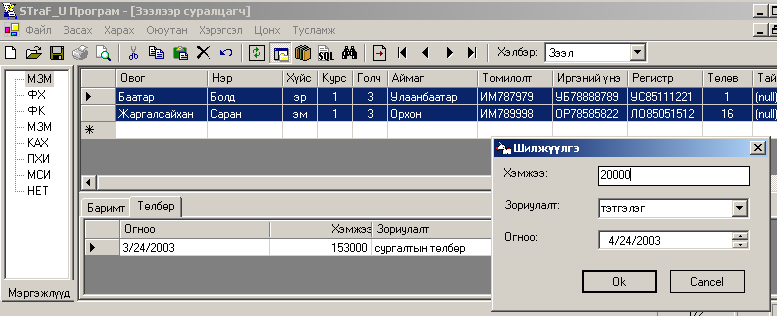 STraF_U Програм - [Зээлээр суралцагч]
Файл Засах Харах Оюутан Хэрэгсэл Цонх Тусламж
SQL Хэлбэр: Зээл
МЗМ
ФХ
ФК
МЗМ
КАХ
ПХИ
МСИ
НЕТ
Мэргэжлүүд
Овог Нэр Хүйс Курс Голч Аймаг Томилолт Иргэний үнэ Регистр Төлөв Тай
Баатар Болд эр 1 3 Улаанбаатар ИМ787979 УБ78888789 УС85111221 1 (null)
Жаргалсайхан Саран эм 1 3 Орхон ИМ789998 ОР78585822 ЛО85051512 16 (null)
Баримт Төлбөр
Огноо Хэмжээ Зориулалт
3/24/2003 153000 сургалтын төлбөр
Шилжүүлгэ
Хэмжээ: 20000
Зориулалт: тэтгэлэг
Огноо: 4/24/2003
Ok Cancel